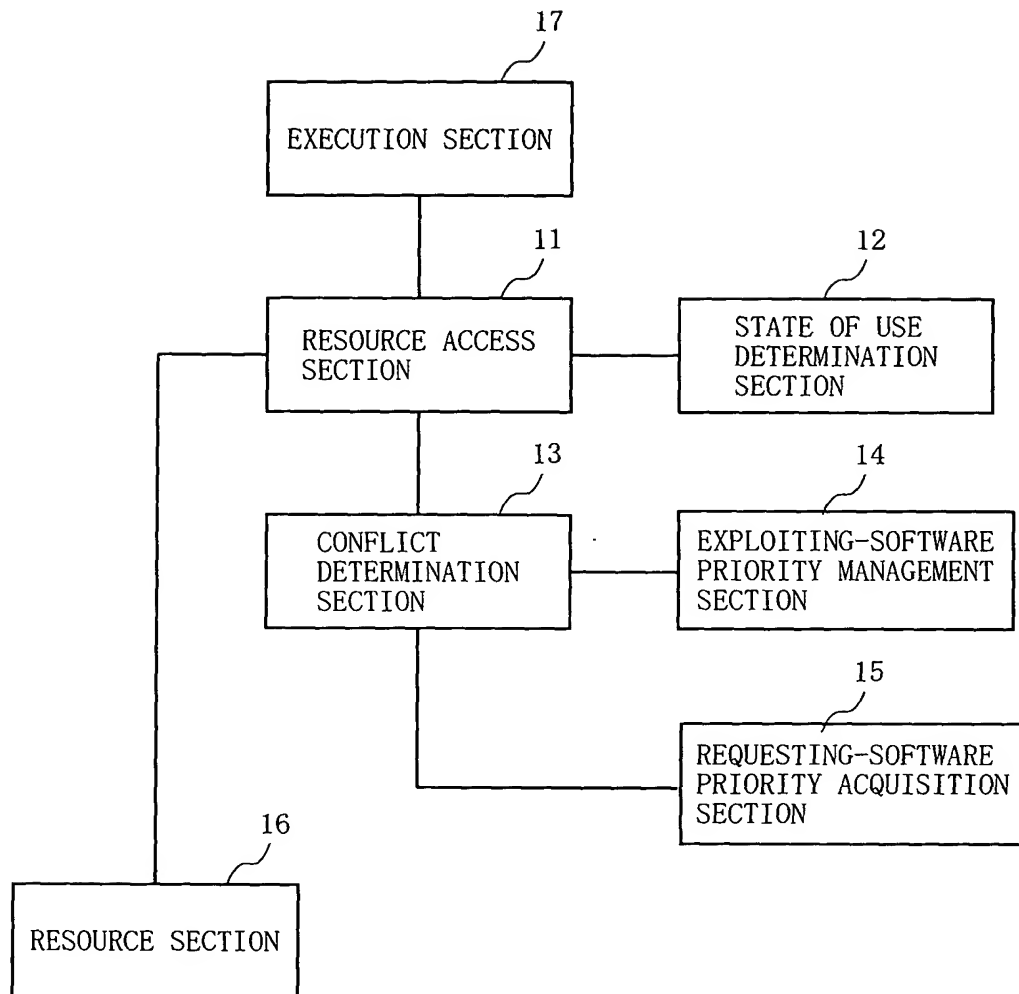 17
EXECUTION SECTION
11
RESOURCE ACCESS
SECTION
12
STATE OF USE
DETERMINATION
SECTION
13
CONFLICT
DETERMINATION
SECTION
14
EXPLOITING-SOFTWARE
PRIORITY MANAGEMENT
SECTION
15
REQUESTING-SOFTWARE
PRIORITY ACQUISITION
SECTION
16
RESOURCE SECTION